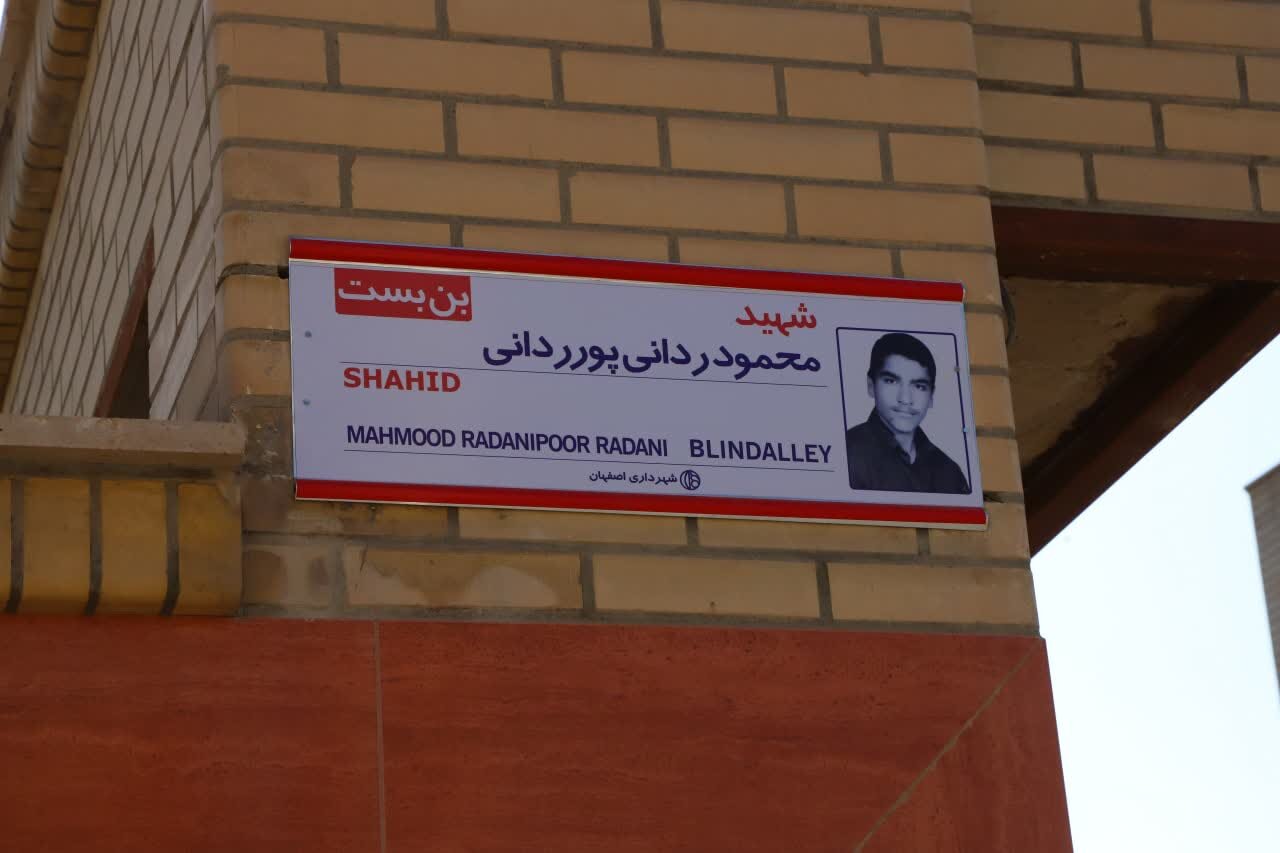 بن بست
شهید
محمود ردانی پور ردانی
SHAHID
MAHMOOD RADANIPOOR RADANI BLINDALLEY
شهرداری اصفهان